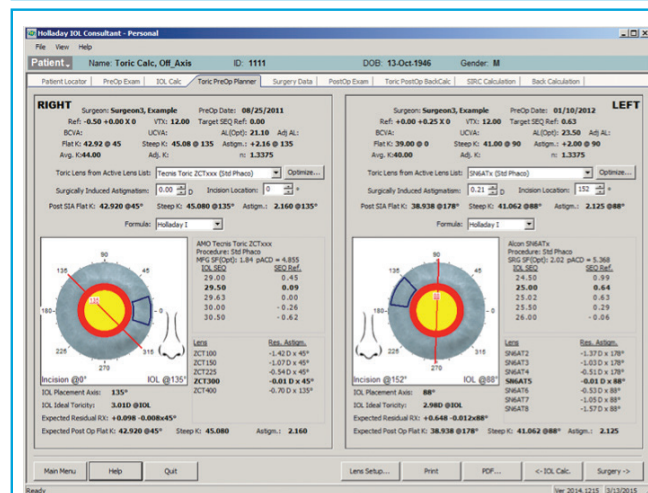 Holladay IOL Consultant - Personal
File View Help
Patient Name: Toric Calc, Off_Axis ID: 1111 DOB: 13-Oct-1946 Gender: M
Patient Locator PreOp Exam IOL Calc Toric PreOp Planner Surgery Data PostOp Exam Toric PostOp BackCalc SIRC Calculation Back Calculation
RIGHT
Surgeon: Surgeon3, Example PreOp Date: 08/25/2011
Ref: -0.50 +0.00 X 0 VTX: 12.00 Target SEQ Ref: 0.00
BCVA: UCVA: AL(Opt): 21.10 Adj AL:
Flat K: 42.92 @ 45 Steep K: 45.08 @ 135 Astigm.: +2.16 @ 135
Avg. K: 44.00 Adj. K: n: 1.3375
Toric Lens from Active Lens List: Tecnis Toric ZCTxxx (Std Phaco) Optimize...
Surgically Induced Astigmation: 0.00 D Incision Location: 0 °
Post SIA Flat K: 42.920 @45° Steep K: 45.080 @135° Astigm.: 2.160 @135°
Formula: Holladay I
90
135 45
180 0
225 315
270
135
Incision @0° IOL @135°
AMO Tecnis Toric ZCTxxx
Procedure: Std Phaco
MFG SF(Opt): 1.84 pACD = 4.855
IOL SEQ SEQ Ref.
29.00 0.45
29.50 0.09
29.63 0.00
30.00 -0.26
30.50 -0.62
Lens Res. Astigm.
ZCT100 -1.42 D x 45°
ZCT150 -1.07 D x 45°
ZCT225 -0.54 D x 45°
ZCT300 -0.01 D x 45°
ZCT400 -0.70 D x 135°
IOL Placement Axis: 135°
IOL Ideal Toricity: 3.01D @IOL
Expected Residual RX: +0.098 -0.008x45°
Expected Post Op Flat K: 42.920 @45° Steep K: 45.080 Astigm.: 2.160
LEFT
Surgeon: Surgeon3, Example PreOp Date: 01/10/2012
Ref: +0.00 +0.25 X 0 VTX: 12.00 Target SEQ Ref: 0.63
BCVA: UCVA: AL(Opt): 23.50 Adj AL:
Flat K: 39.00 @ 0 Steep K: 41.00 @ 90 Astigm.: +2.00 @ 90
Avg. K: 40.00 Adj. K: n: 1.3375
Toric Lens from Active Lens List: SN6ATx (Std Phaco) Optimize...
Surgically Induced Astigmation: 0.21 D Incision Location: 152 °
Post SIA Flat K: 38.938 @178° Steep K: 41.062 @88° Astigm.: 2.125 @88°
Formula: Holladay I
90
135 45
180 0
225 315
270
Incision @152° IOL @88°
Alcon SN6ATx
Procedure: Std Phaco
SRG SF(Opt): 2.02 pACD = 5.368
IOL SEQ SEQ Ref.
24.50 0.99
25.00 0.64
25.02 0.63
25.50 0.29
26.00 -0.06
Lens Res. Astigm.
SN6AT2 -1.37 D x 178°
SN6AT3 -1.03 D x 178°
SN6AT4 -0.51 D x 178°
SN6AT5 -0.01 D x 88°
SN6AT6 -0.53 D x 88°
SN6AT7 -1.05 D x 88°
SN6AT8 -1.57 D x 88°
IOL Placement Axis: 88°
IOL Ideal Toricity: 2.98D @IOL
Expected Residual RX: +0.648 -0.012x88°
Expected Post Op Flat K: 38.938 @178° Steep K: 41.062 @88° Astigm.: 2.125
Main Menu Help Quit Lens Setup... Print PDF... <-IOL Calc. Surgery ->
Ready Ver 2014.1215 3/13/2015